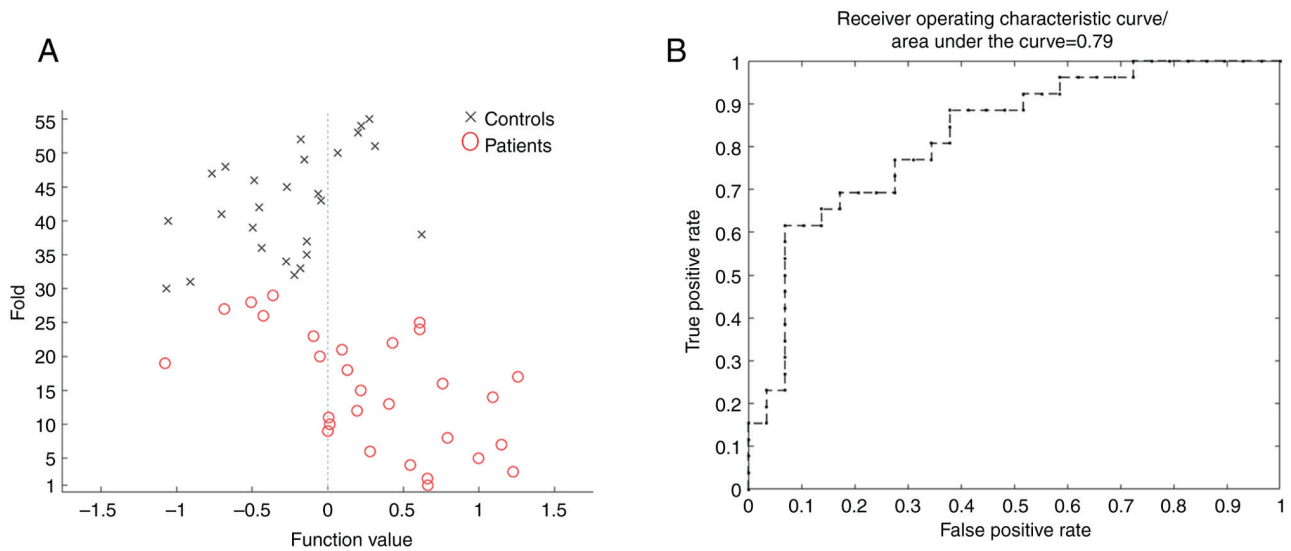 A
Controls
Patients
55
50
45
40
35
30
25
20
15
10
5
1
Fold
−1.5 −1 −0.5 0 0.5 1 1.5
Function value
B
Receiver operating characteristic curve/
area under the curve=0.79
1
0.9
0.8
0.7
0.6
0.5
0.4
0.3
0.2
0.1
0
True positive rate
0 0.1 0.2 0.3 0.4 0.5 0.6 0.7 0.8 0.9 1
False positive rate